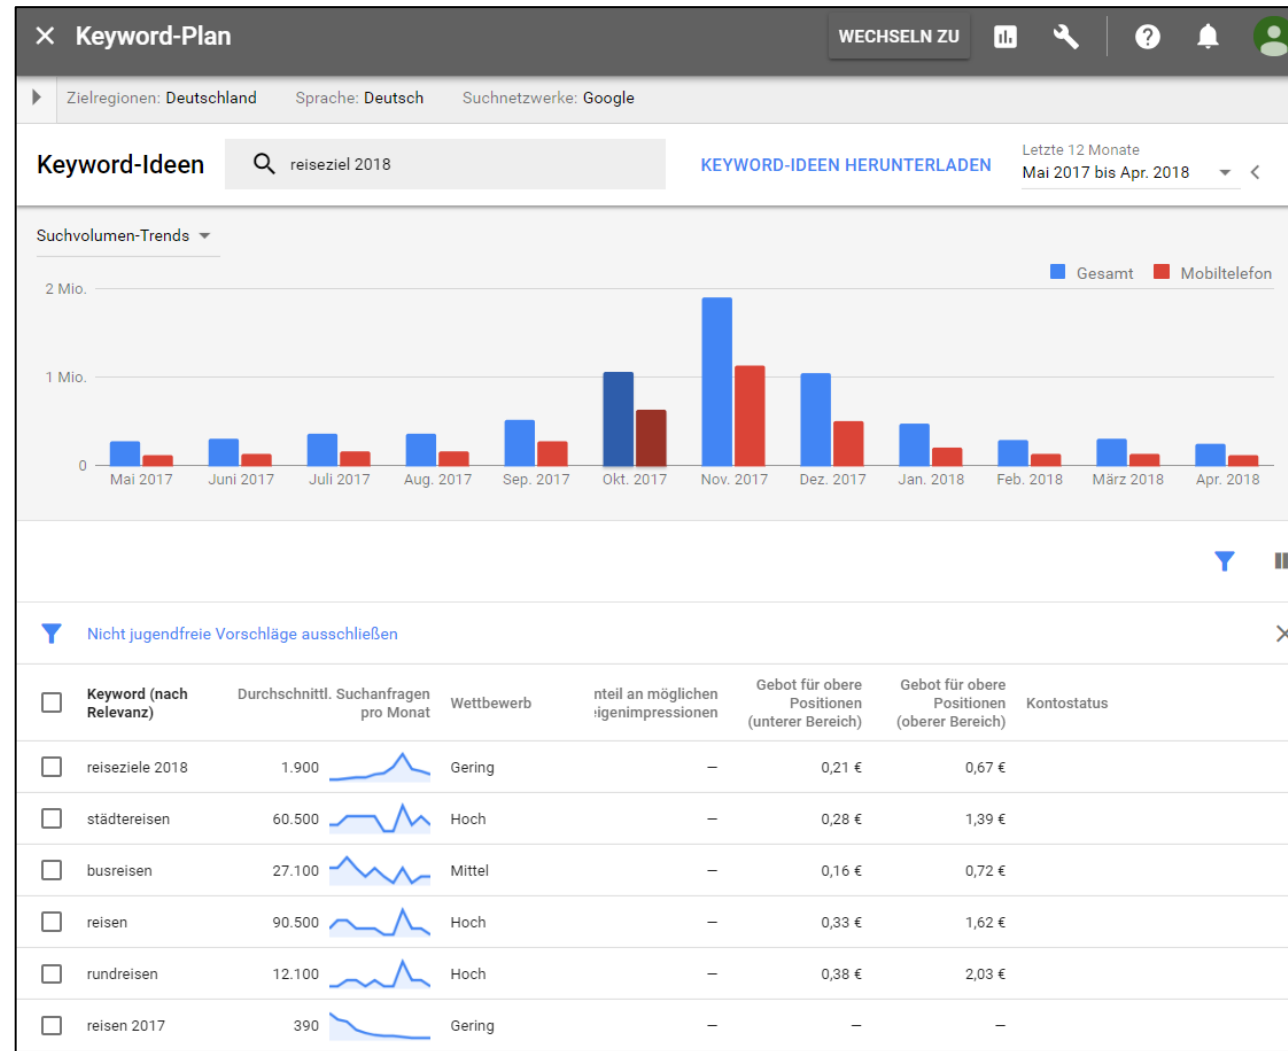 Keyword-Plan
WECHSELN ZU
Zielregionen: Deutschland Sprache: Deutsch Suchnetzwerke: Google
Keyword-Ideen
reiseziel 2018
KEYWORD-IDEEN HERUNTERLADEN
Letzte 12 Monate
Mai 2017 bis Apr. 2018
Suchvolumen-Trends
Gesamt Mobiltelefon
2 Mio.
1 Mio.
0
Mai 2017 Juni 2017 Juli 2017 Aug. 2017 Sep. 2017 Okt. 2017 Nov. 2017 Dez. 2017 Jan. 2018 Feb. 2018 März 2018 Apr. 2018
Nicht jugendfreie Vorschläge ausschließen
Keyword (nach
Relevanz)
Durchschnittl. Suchanfragen
pro Monat
Wettbewerb
nteil an möglichen
eigenimpressionen
Gebot für obere
Positionen
(unterer Bereich)
Gebot für obere
Positionen
(oberer Bereich)
Kontostatus
reiseziele 2018 1.900 Gering – 0,21 € 0,67 €
städtereisen 60.500 Hoch – 0,28 € 1,39 €
busreisen 27.100 Mittel – 0,16 € 0,72 €
reisen 90.500 Hoch – 0,33 € 1,62 €
rundreisen 12.100 Hoch – 0,38 € 2,03 €
reisen 2017 390 Gering – – –